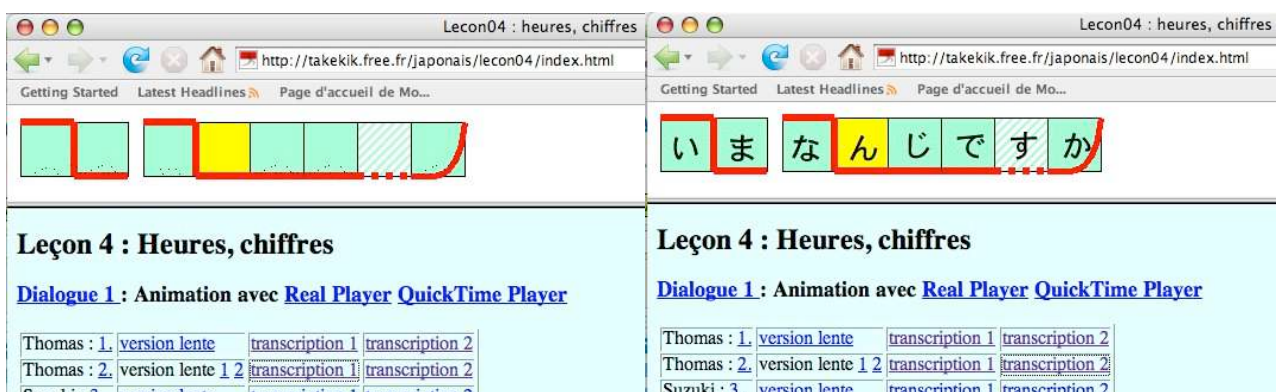 Lecon04 : heures, chiffres
http://takekik.free.fr/japonais/lecon04/index.html
Getting Started Latest Headlines Page d'accueil de Mo...
Leçon 4 : Heures, chiffres
Dialogue 1 : Animation avec Real Player QuickTime Player
Thomas : 1. version lente transcription 1 transcription 2
Thomas : 2. version lente 1 2 transcription 1 transcription 2
Lecon04 : heures, chiffres
http://takekik.free.fr/japonais/lecon04/index.html
Getting Started Latest Headlines Page d'accueil de Mo...
いま なんじですか
Leçon 4 : Heures, chiffres
Dialogue 1 : Animation avec Real Player QuickTime Player
Thomas : 1. version lente transcription 1 transcription 2
Thomas : 2. version lente 1 2 transcription 1 transcription 2
Suzuki : 3. version lente transcription 1 transcription 2